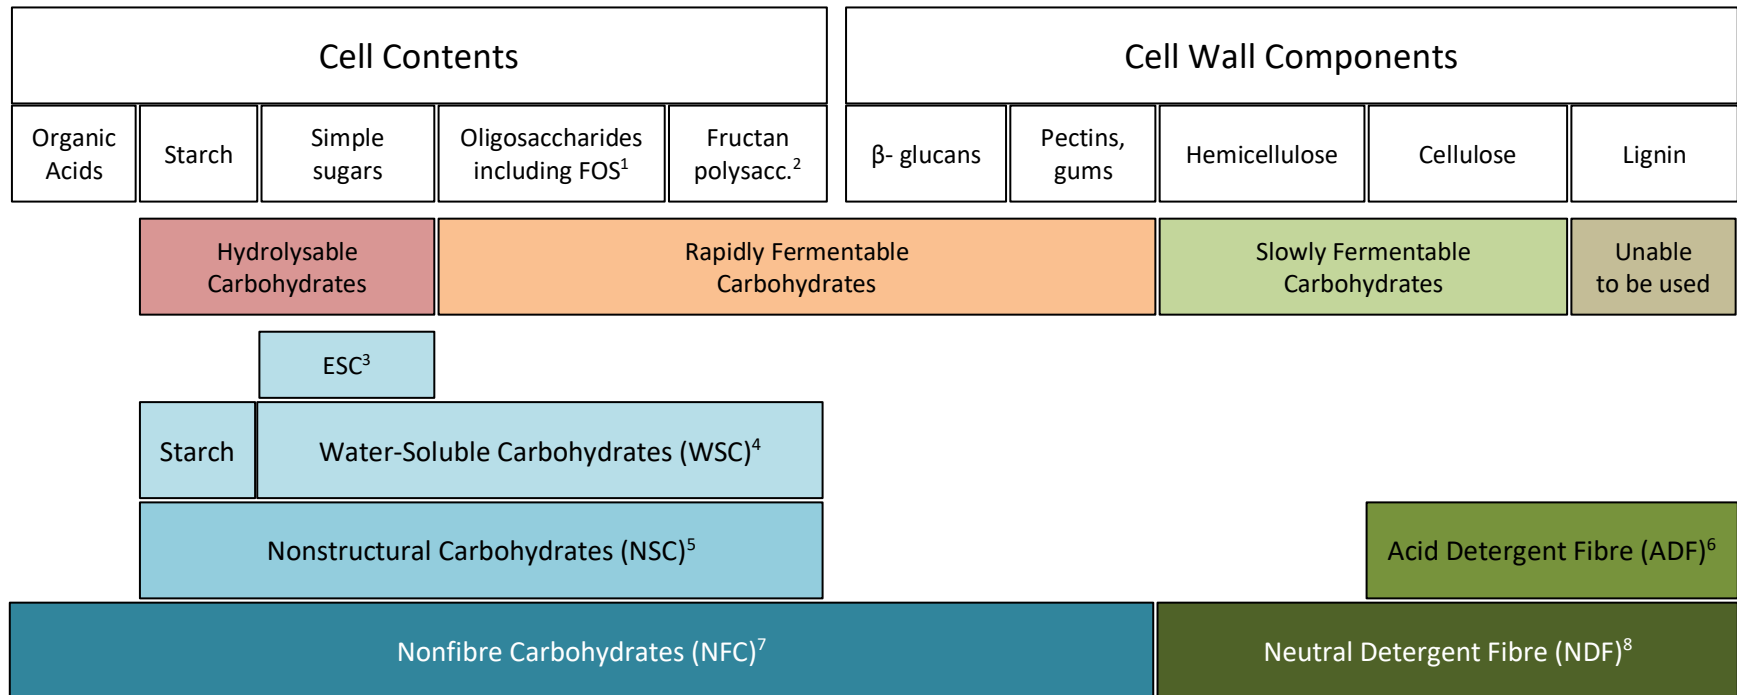 Cell Contents
Cell Wall Components
Organic
Acids
Starch
Simple
sugars
Oligosaccharides
including FOS¹
Fructan
polysacc.²
β- glucans
Pectins,
gums
Hemicellulose
Cellulose
Lignin
Hydrolysable
Carbohydrates
Rapidly Fermentable
Carbohydrates
Slowly Fermentable
Carbohydrates
Unable
to be used
ESC³
Starch
Water-Soluble Carbohydrates (WSC)⁴
Nonstructural Carbohydrates (NSC)⁵
Acid Detergent Fibre (ADF)⁶
Nonfibre Carbohydrates (NFC)⁷
Neutral Detergent Fibre (NDF)⁸